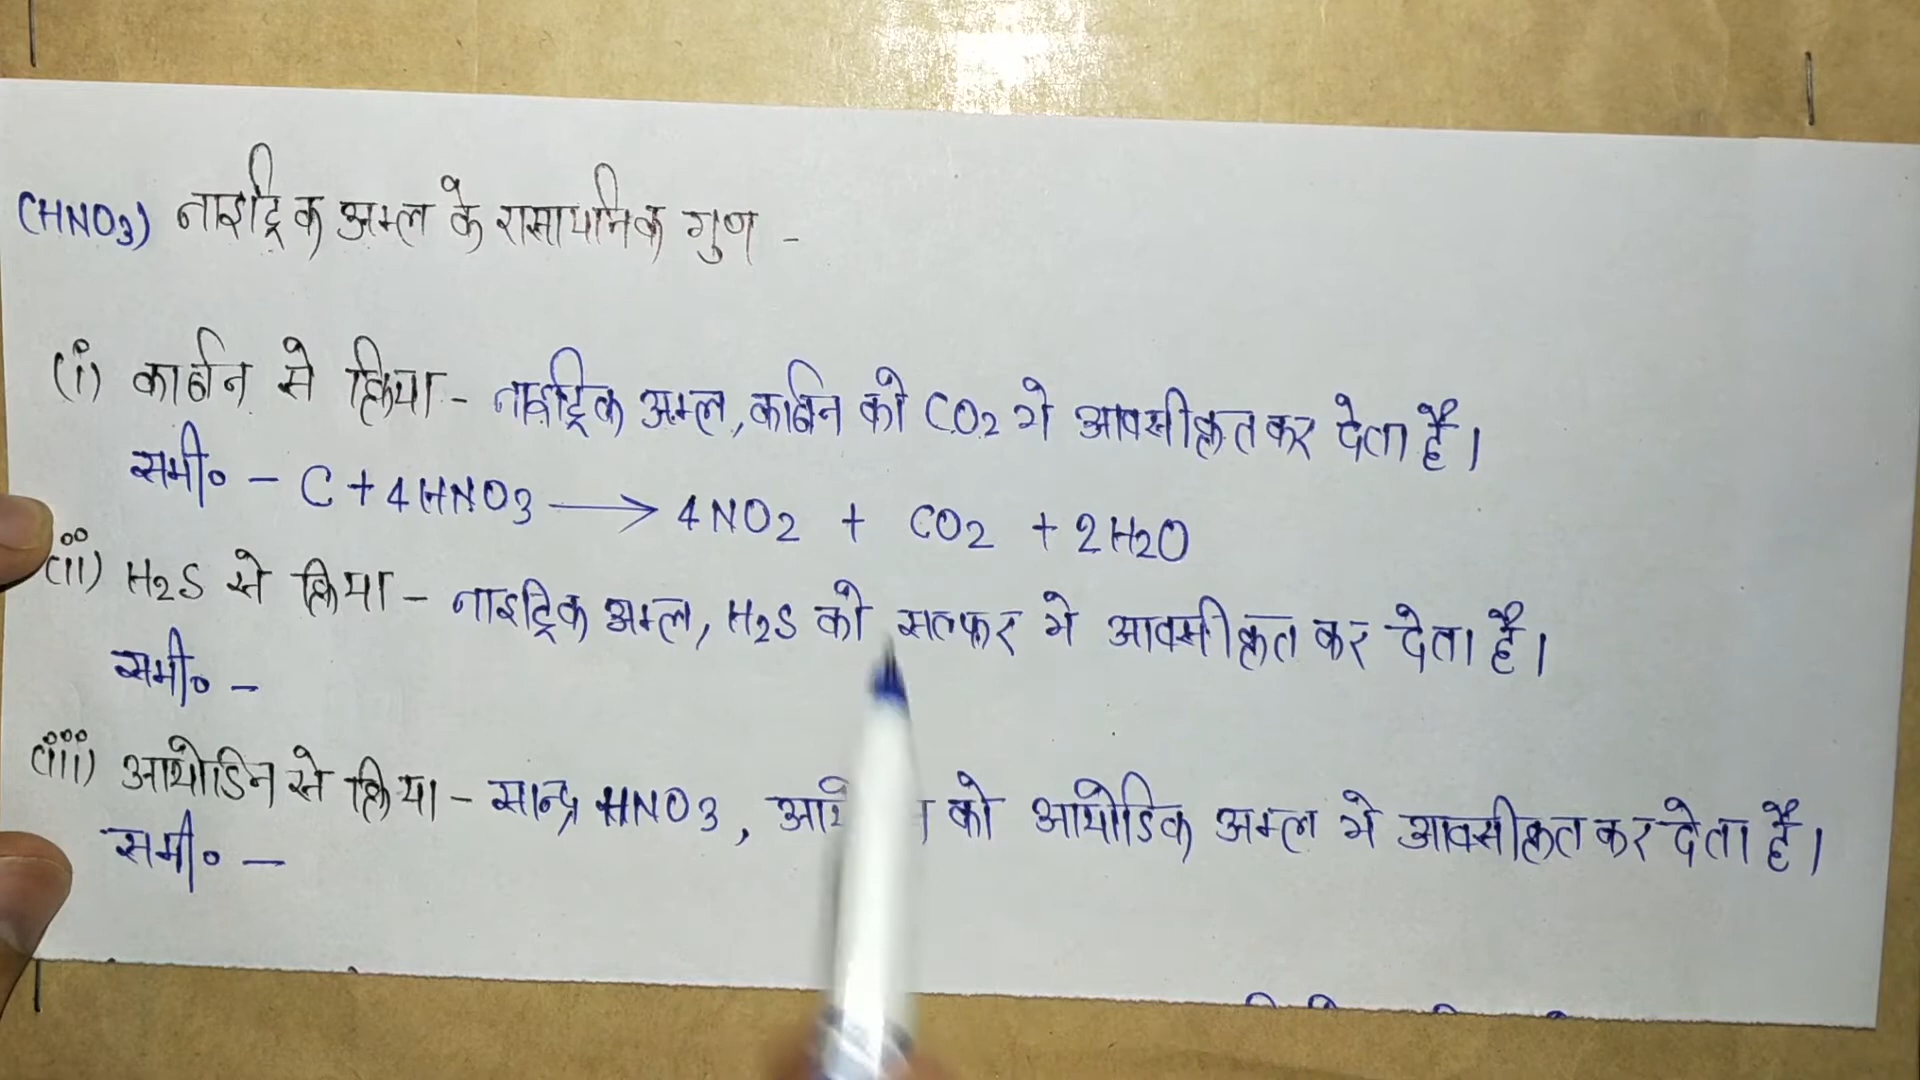 (HNO3) नाइट्रिक अम्ल के रासायनिक गुण -
(i) कार्बन से क्रिया - नाइट्रिक अम्ल, कार्बन को CO2 मे आक्सीकृत कर देता है।
समी० - C + 4HNO3 → 4NO2 + CO2 + 2H2O
(ii) H2S से क्रिया - नाइट्रिक अम्ल, H2S को सल्फर मे आक्सीकृत कर देता है।
समी० -
(iii) आयोडिन से क्रिया - सान्द्र HNO3, को आयोडिक अम्ल मे आक्सीकृत कर देता है।
समी० -